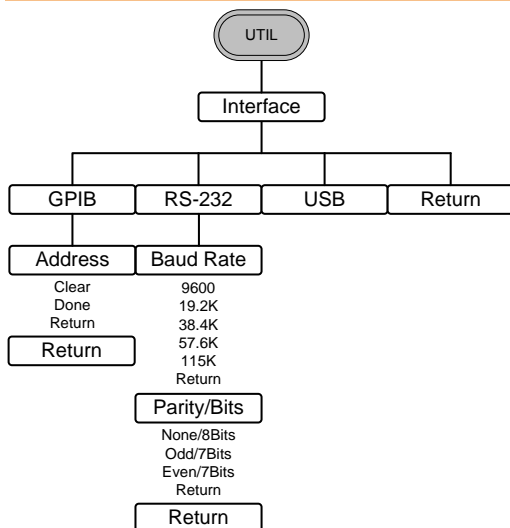 UTIL
Interface
GPIB
RS-232
USB
Return
Address
Clear
Done
Return
Return
Baud Rate
9600
19.2K
38.4K
57.6K
115K
Return
Parity/Bits
None/8Bits
Odd/7Bits
Even/7Bits
Return
Return